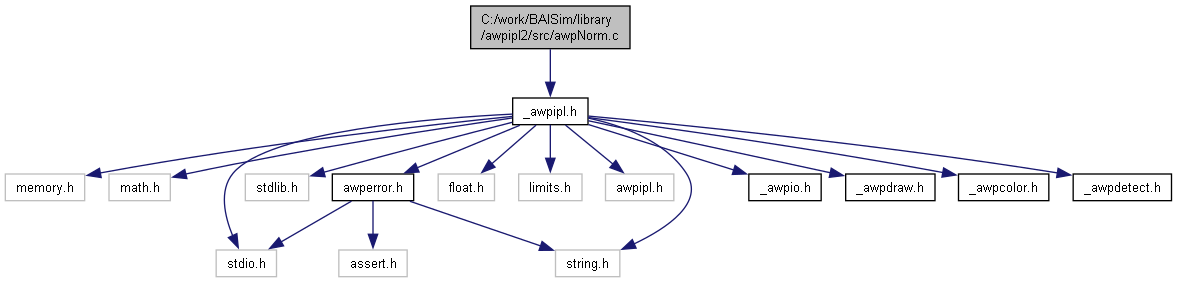 C:/work/BAISim/library
/awpipl2/src/awpNorm.c
_awpipl.h
memory.h
math.h
stdlib.h
awperror.h
float.h
limits.h
awpipl.h
_awpio.h
_awpdraw.h
_awpcolor.h
_awpdetect.h
stdio.h
assert.h
string.h